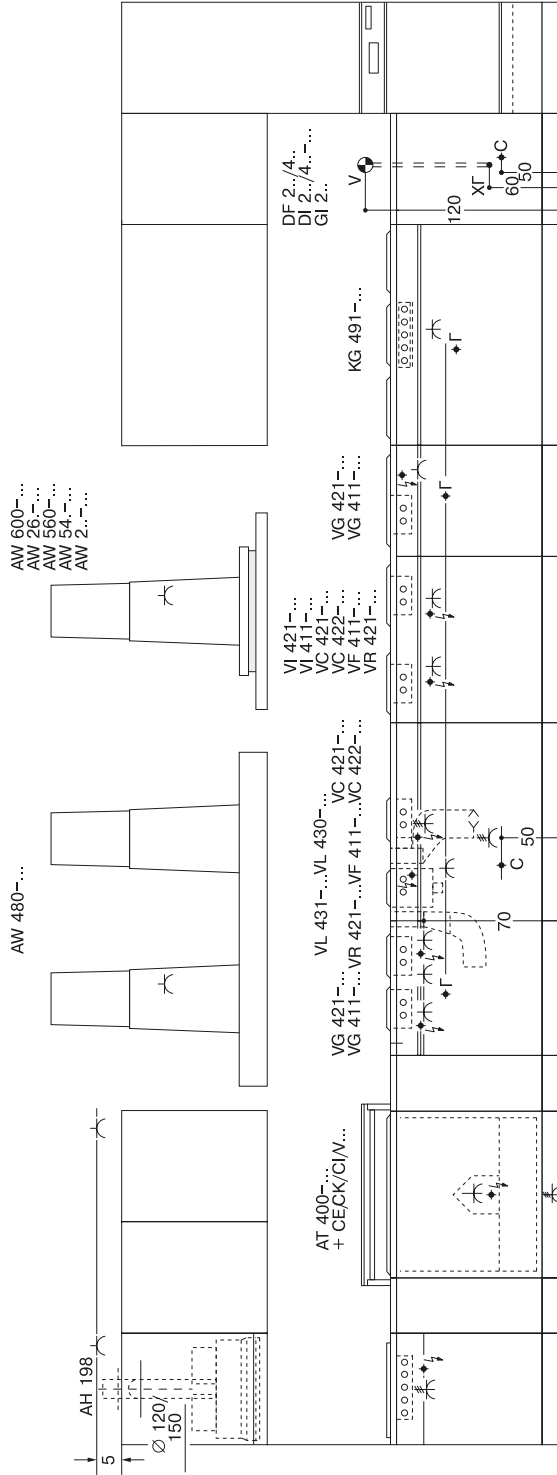 AH 198
5
Ø 120/
150
AW 480-...
AW 600-...
AW 26.-...
AW 560-...
AW 54.-...
AW 2..-...
AT 400-...
+ CE/CK/CI/V...
VG 421-...
VG 411-...
VL 431-...
VR 421-...
VL 430-...
VF 411-...
VC 421-...
VC 422-...
VI 421-...
VI 411-...
VC 421-...
VC 422-...
VF 411-...
VR 421-...
VG 421-...
VG 411-...
KG 491-...
DF 2../4...
DI 2../4..-...
GI 2..
V
120
ХГ
C
60
50
Г
Г
Г
70
C
50